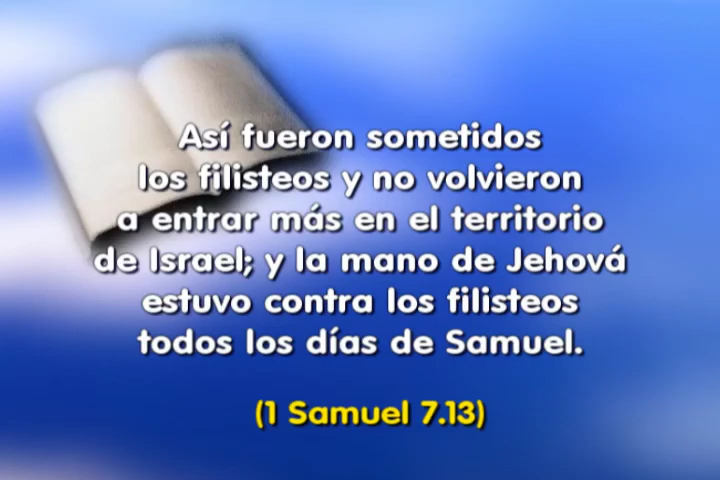 Así fueron sometidos
los filisteos y no volvieron
a entrar más en el territorio
de Israel; y la mano de Jehová
estuvo contra los filisteos
todos los días de Samuel.
(1 Samuel 7.13)